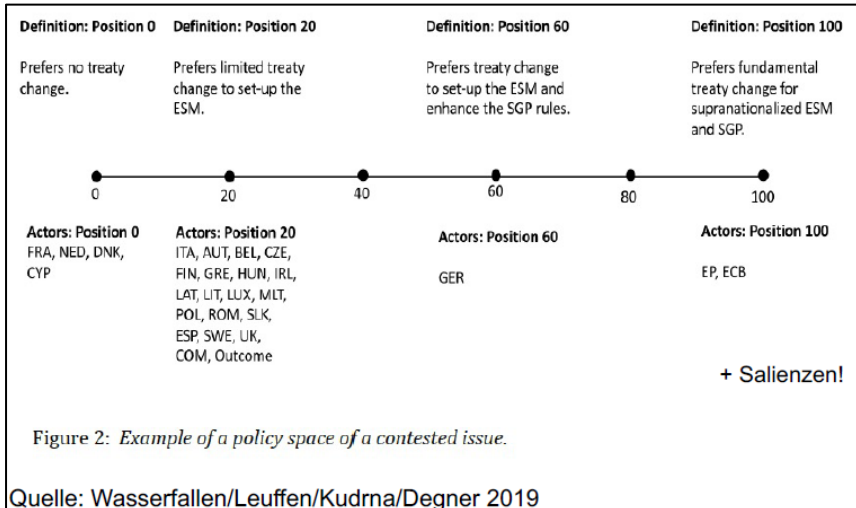 Definition: Position 0
Prefers no treaty
change.
Definition: Position 20
Prefers limited treaty
change to set-up the
ESM.
Definition: Position 60
Prefers treaty change
to set-up the ESM and
enhance the SGP rules.
Definition: Position 100
Prefers fundamental
treaty change for
supranationalized ESM
and SGP.
0
20
40
60
80
100
Actors: Position 0
FRA, NED, DNK,
CYP
Actors: Position 20
ITA, AUT, BEL, CZE,
FIN, GRE, HUN, IRL,
LAT, LIT, LUX, MLT,
POL, ROM, SLK,
ESP, SWE, UK,
COM, Outcome
Actors: Position 60
GER
Actors: Position 100
EP, ECB
+ Salienzen!
Figure 2: Example of a policy space of a contested issue.
Quelle: Wasserfallen/Leuffen/Kudrna/Degner 2019